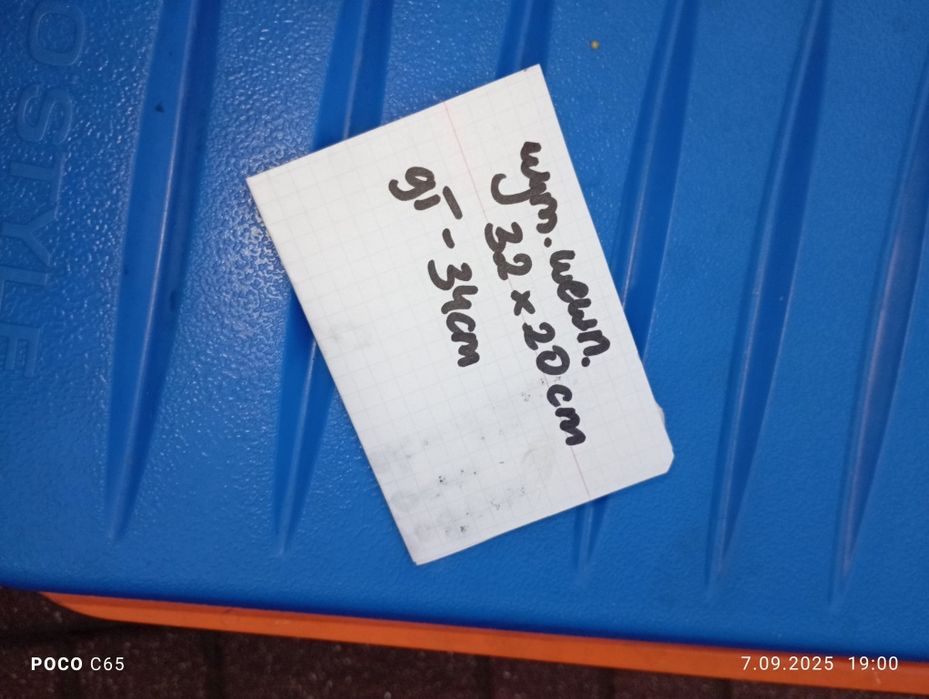 OSTYLE
wym. wewn.
32 x 20 cm
gł - 34cm
POCO C65
7.09.2025 19:00